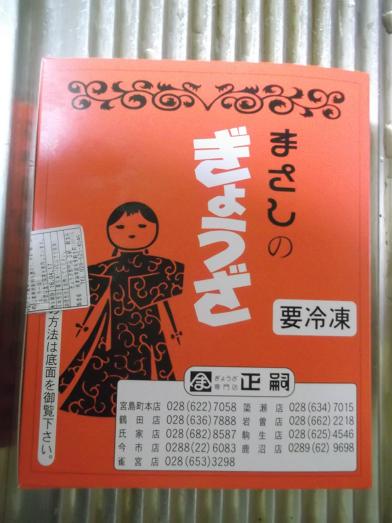 まさしの
ぎょうざ
要冷凍
の方法は底面を御覧下さい。
ぎょうざ
専門店
正嗣
宮島町本店 028(622)7058
鶴田店 028(636)7888
氏家店 028(682)8587
今市店 0288(22)6083
雀宮店 028(653)3298
簗瀬店 028(634)7015
岩曽店 028(662)2218
駒生店 028(625)4546
鹿沼店 0289(62)9698